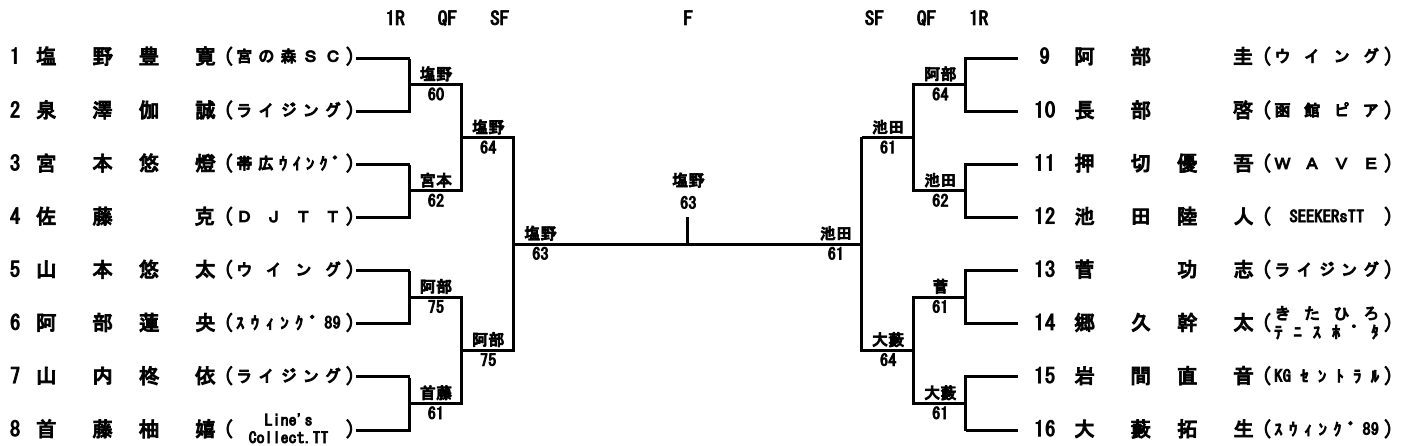 1R QF SF F SF QF 1R
1 塩野豊寛 (宮の森SC)
2 泉澤伽誠 (ライジング)
塩野
60
3 宮本悠燈 (帯広ウイング)
4 佐藤克 (DJTT)
宮本
62
塩野
64
5 山本悠太 (ウイング)
6 阿部蓮央 (スウィング89)
阿部
75
7 山内柊依 (ライジング)
8 首藤柚嬉 (Line's
Collect.TT)
首藤
61
阿部
75
塩野
63
塩野
63
9 阿部圭 (ウイング)
10 長部啓 (函館ピア)
阿部
64
11 押切優吾 (WAVE)
12 池田陸人 (SEEKERsTT)
池田
62
池田
61
13 菅功志 (ライジング)
14 郷久幹太 (きたひろ
テニスホ・タ)
菅
61
15 岩間直音 (KGセントラル)
16 大藪拓生 (スウィング89)
大藪
61
大藪
64
池田
61